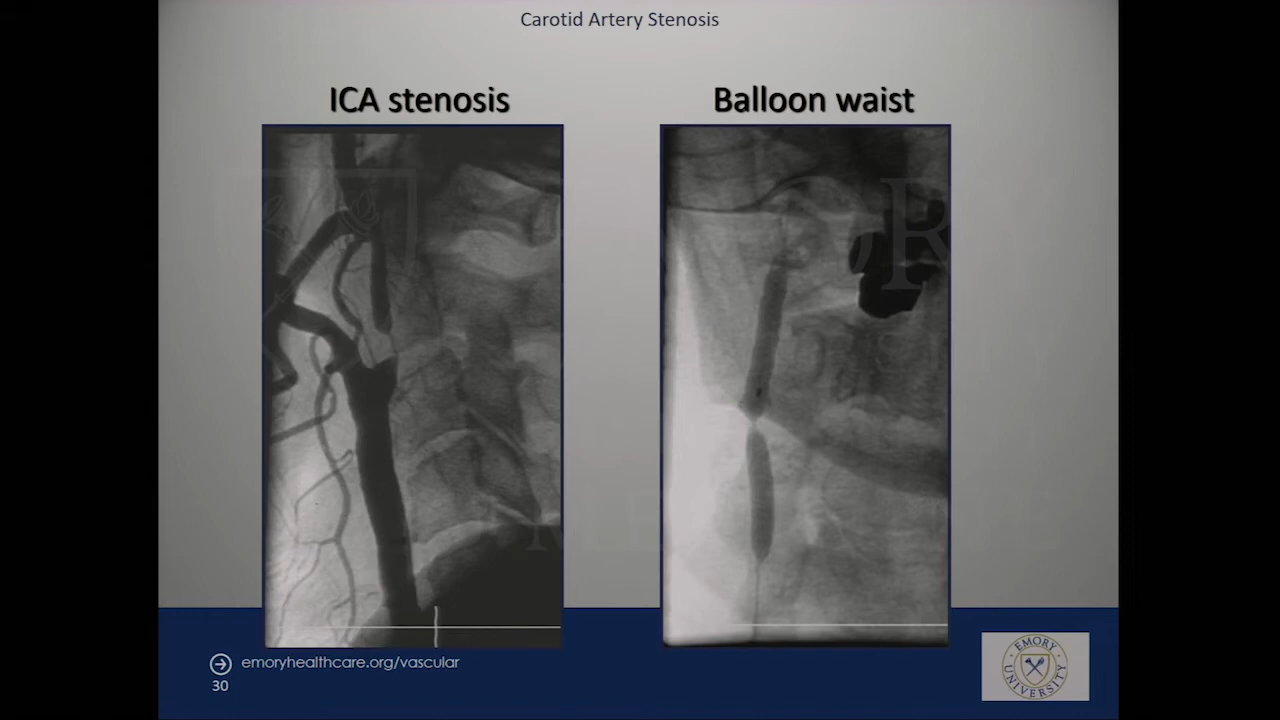 Carotid Artery Stenosis
ICA stenosis
Balloon waist
emoryhealthcare.org/vascular
30
EMORY
UNIVERSITY